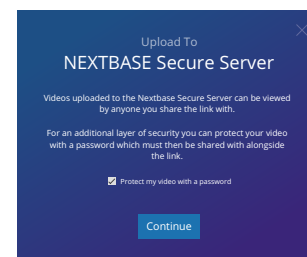 Upload To
NEXTBASE Secure Server
Videos uploaded to the Nextbase Secure Server can be viewed
by anyone you share the link with.
For an additional layer of security you can protect your video
with a password which must then be shared with alongside
the link.
Protect my video with a password
Continue